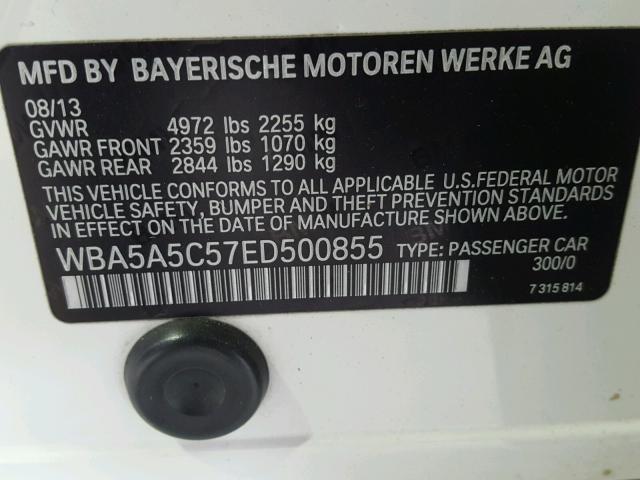 MFD BY BAYERISCHE MOTOREN WERKE AG
08/13
GVWR 4972 lbs 2255 kg
GAWR FRONT 2359 lbs 1070 kg
GAWR REAR 2844 lbs 1290 kg
THIS VEHICLE CONFORMS TO ALL APPLICABLE U.S.FEDERAL MOTOR
VEHICLE SAFETY, BUMPER AND THEFT PREVENTION STANDARDS
IN EFFECT ON THE DATE OF MANUFACTURE SHOWN ABOVE.
WBA5A5C57ED500855 TYPE: PASSENGER CAR
300/0
7 315 814